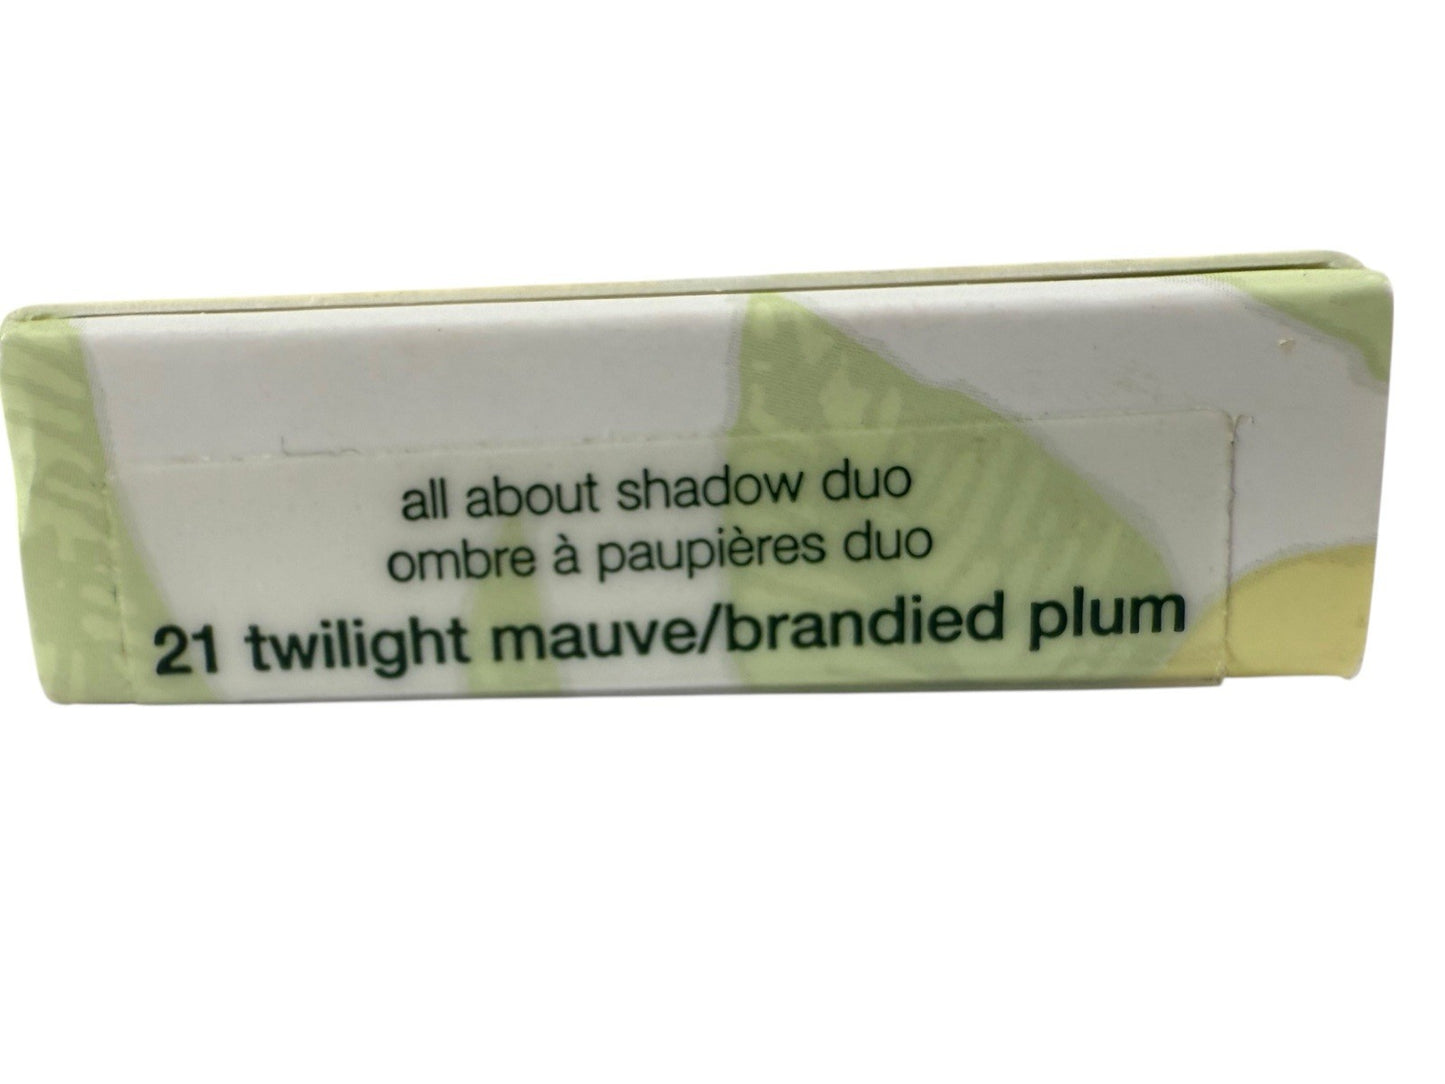 all about shadow duo
ombre à paupières duo
21 twilight mauve/brandied plum